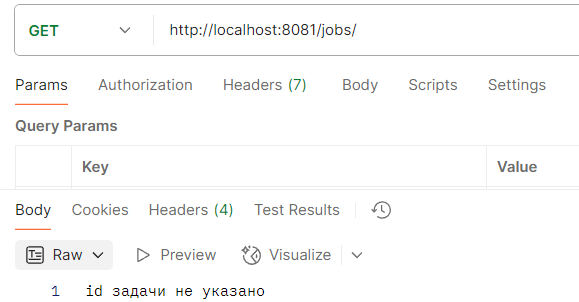 GET http://localhost:8081/jobs/
Params Authorization Headers (7) Body Scripts Settings
Query Params
Key Value
Body Cookies Headers (4) Test Results
Raw Preview Visualize
1 id задачи не указано